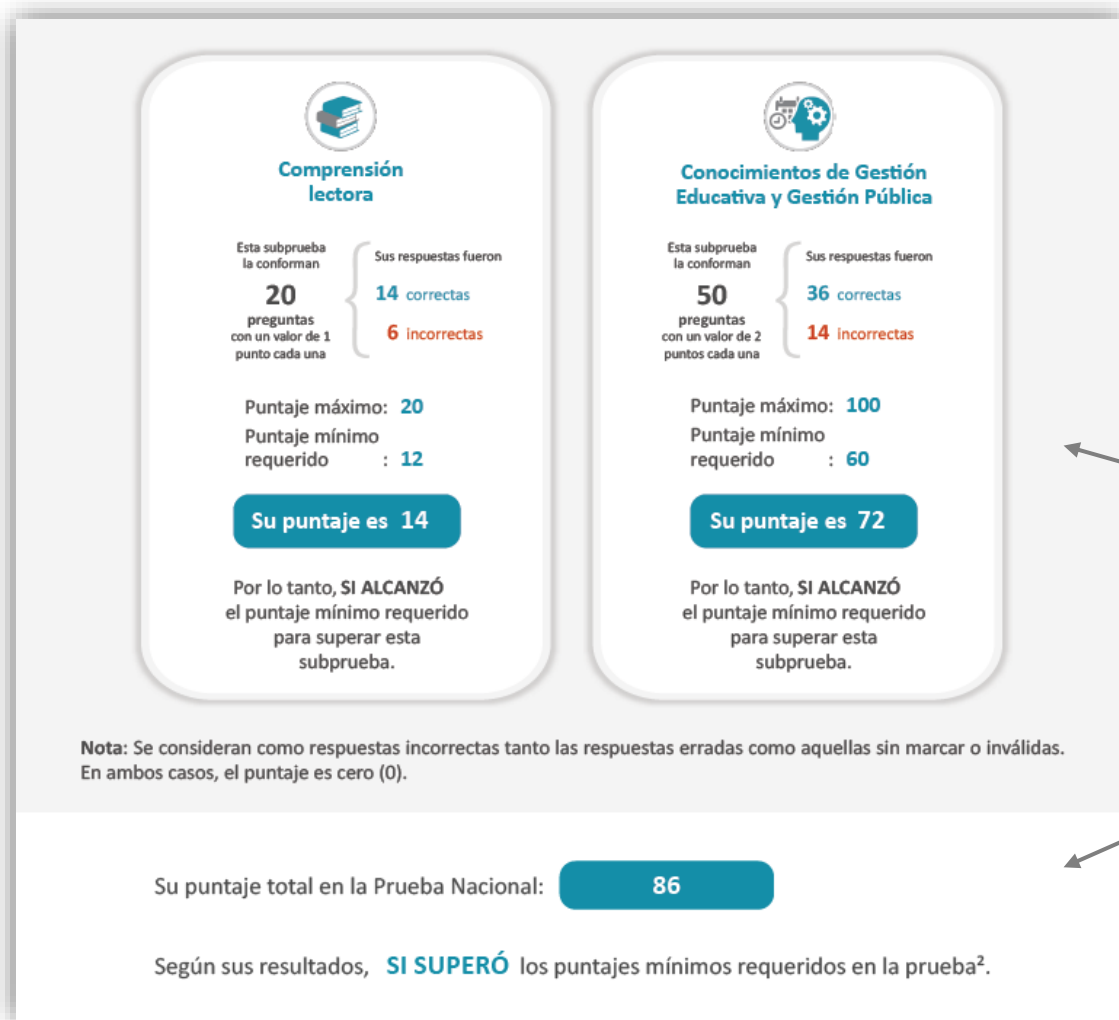 Comprensión
lectora
Esta subprueba
la conforman
20
preguntas
con un valor de 1
punto cada una
Sus respuestas fueron
14 correctas
6 incorrectas
Puntaje máximo: 20
Puntaje mínimo
requerido : 12
Su puntaje es 14
Por lo tanto, SI ALCANZÓ
el puntaje mínimo requerido
para superar esta
subprueba.
Conocimientos de Gestión
Educativa y Gestión Pública
Esta subprueba
la conforman
50
preguntas
con un valor de 2
puntos cada una
Sus respuestas fueron
36 correctas
14 incorrectas
Puntaje máximo: 100
Puntaje mínimo
requerido : 60
Su puntaje es 72
Por lo tanto, SI ALCANZÓ
el puntaje mínimo requerido
para superar esta
subprueba.
Nota: Se consideran como respuestas incorrectas tanto las respuestas erradas como aquellas sin marcar o inválidas.
En ambos casos, el puntaje es cero (0).
Su puntaje total en la Prueba Nacional: 86
Según sus resultados, SI SUPERÓ los puntajes mínimos requeridos en la prueba².